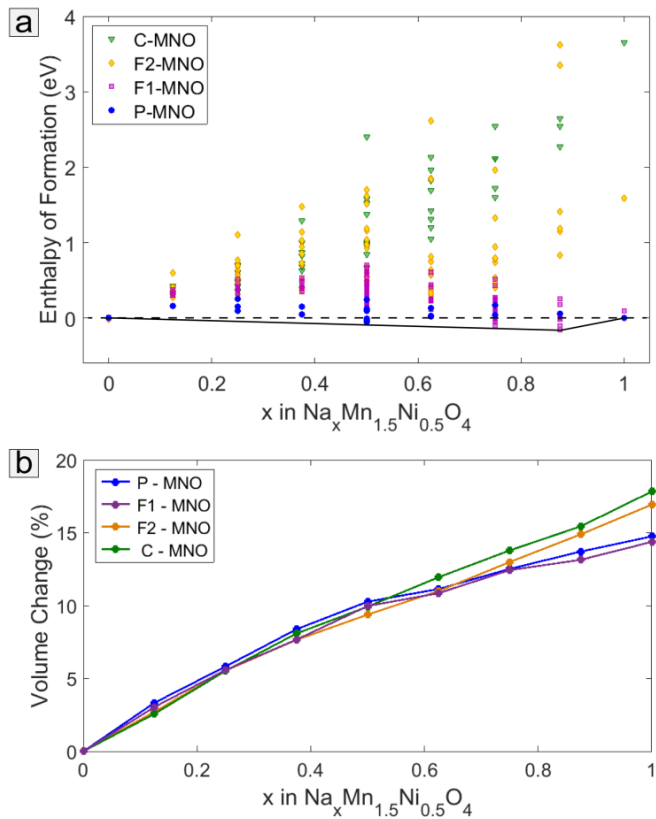 a
4
3
2
1
0
Enthalpy of Formation (eV)
C-MNO
F2-MNO
F1-MNO
P-MNO
0
0.2
0.4
0.6
0.8
1
x in NaxMn1.5Ni0.5O4
b
20
15
10
5
0
Volume Change (%)
P - MNO
F1 - MNO
F2 - MNO
C - MNO
0
0.2
0.4
0.6
0.8
1
x in NaxMn1.5Ni0.5O4